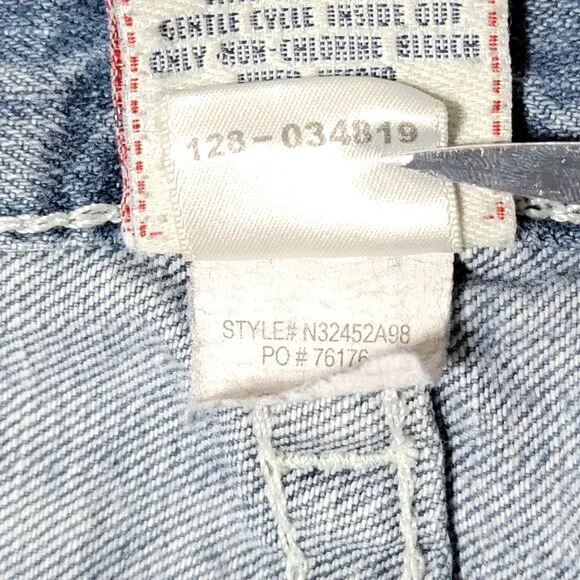 GENTLE CYCLE INSIDE OUT
ONLY NON-CHLORINE BLEACH
128-034819
STYLE# N32452A98
PO # 76176